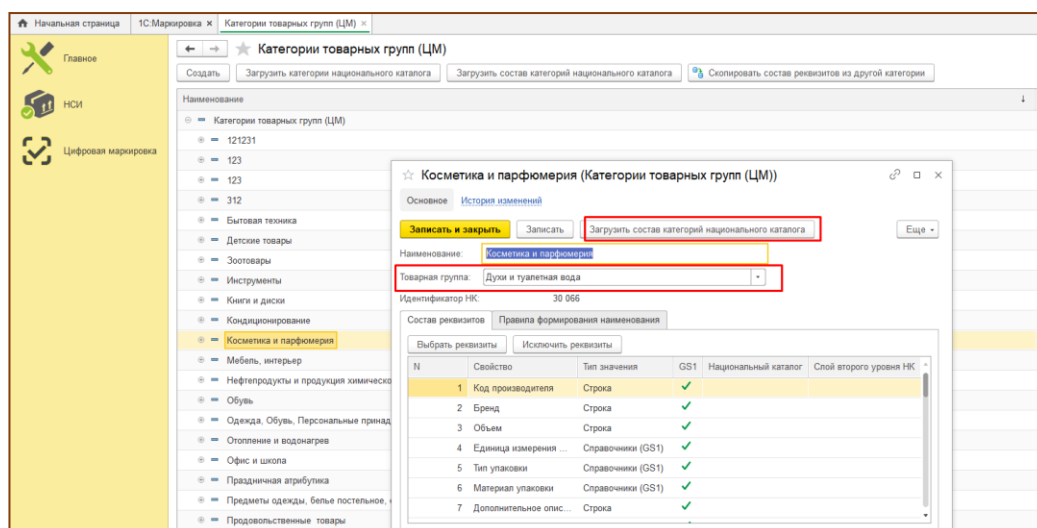 Начальная страница 1С:Маркировка × Категории товарных групп (ЦМ) ×
Главное
НСИ
Цифровая маркировка
Категории товарных групп (ЦМ)
Создать Загрузить категории национального каталога Загрузить состав категорий национального каталога Скопировать состав реквизитов из другой категории
Наименование ↓
Категории товарных групп (ЦМ)
121231
123
123
312
Бытовая техника
Детские товары
Зоотовары
Инструменты
Книги и диски
Кондиционирование
Косметика и парфюмерия
Мебель, интерьер
Нефтепродукты и продукция химическо
Обувь
Одежда, Обувь, Персональные принад
Отопление и водонагрев
Офис и школа
Праздничная атрибутика
Предметы одежды, белье постельное,
Продовольственные товары
Косметика и парфюмерия (Категории товарных групп (ЦМ))
Основное История изменений
Записать и закрыть Записать Загрузить состав категорий национального каталога Еще
Наименование: Косметика и парфюмерия
Товарная группа: Духи и туалетная вода
Идентификатор НК: 30 066
Состав реквизитов Правила формирования наименования
Выбрать реквизиты Исключить реквизиты
N Свойство Тип значения GS1 Национальный каталог Слой второго уровня НК
1 Код производителя Строка
2 Бренд Строка
3 Объем Строка
4 Единица измерения ... Справочники (GS1)
5 Тип упаковки Справочники (GS1)
6 Материал упаковки Справочники (GS1)
7 Дополнительное опис... Строка